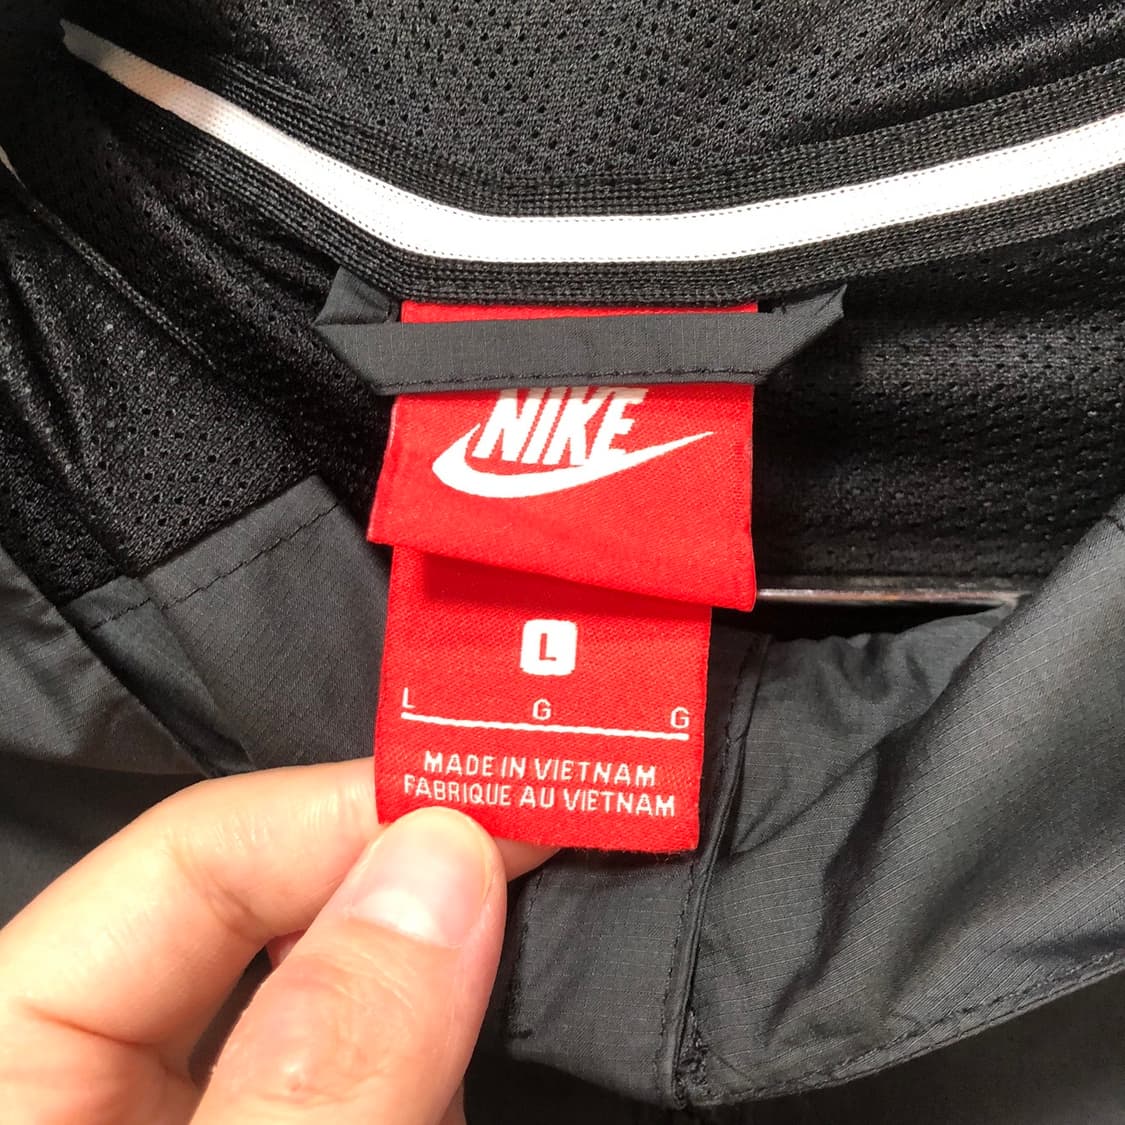 NIKE
L
L G G
MADE IN VIETNAM
FABRIQUE AU VIETNAM